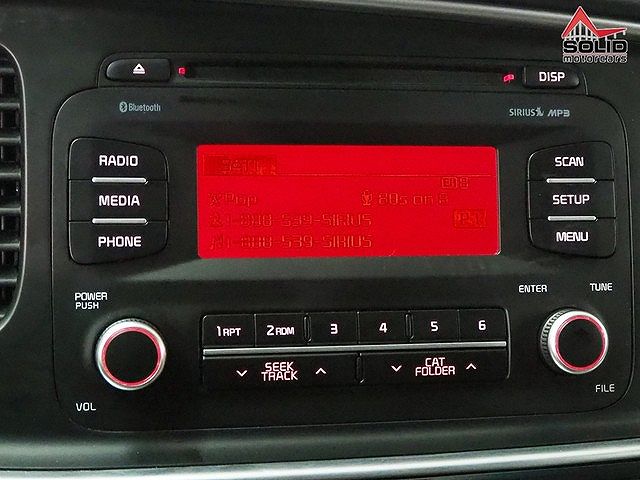 SOLID
motorcars
DISP
Bluetooth
SIRIUS MP3
RADIO
MEDIA
PHONE
Pop 80s on 8
1-888-539-SIRIUS
1-888-539-SIRIUS
SCAN
SETUP
MENU
POWER
PUSH
VOL
1 RPT 2 RDM 3 4 5 6
SEEK
TRACK
CAT
FOLDER
ENTER
TUNE
FILE